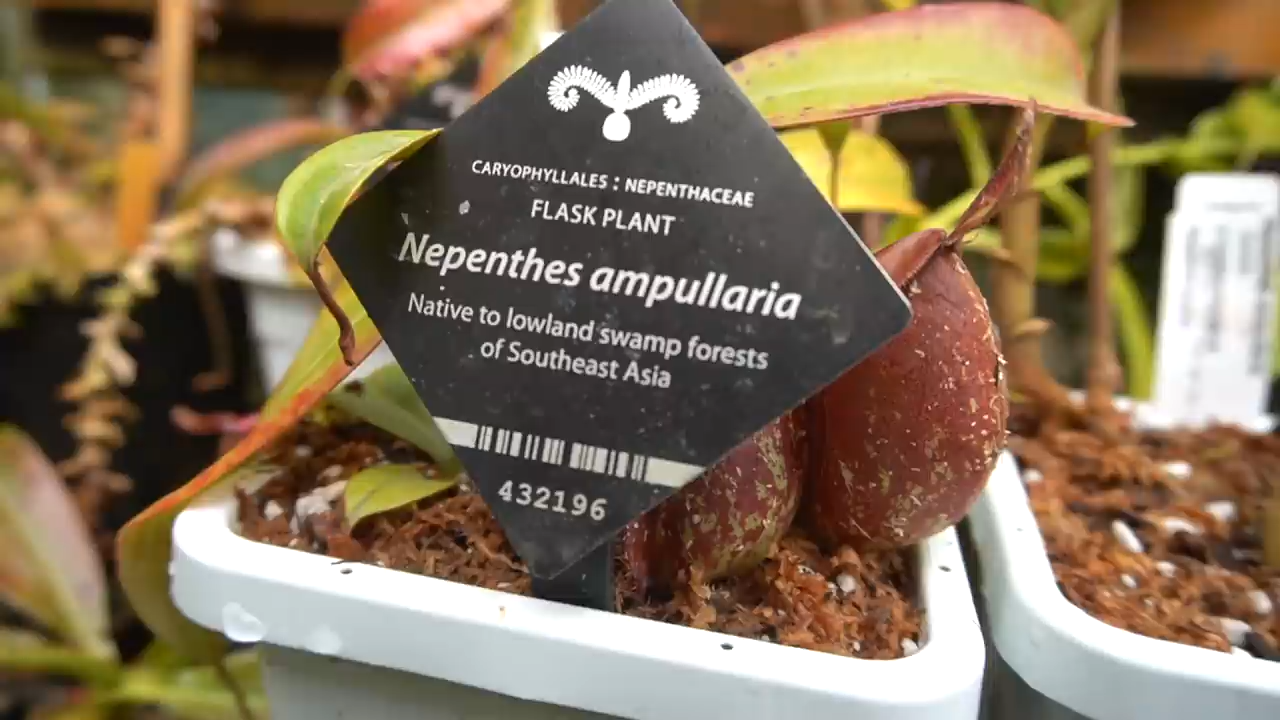 CARYOPHYLLALES : NEPENTHACEAE
FLASK PLANT
Nepenthes ampullaria
Native to lowland swamp forests
of Southeast Asia
432196